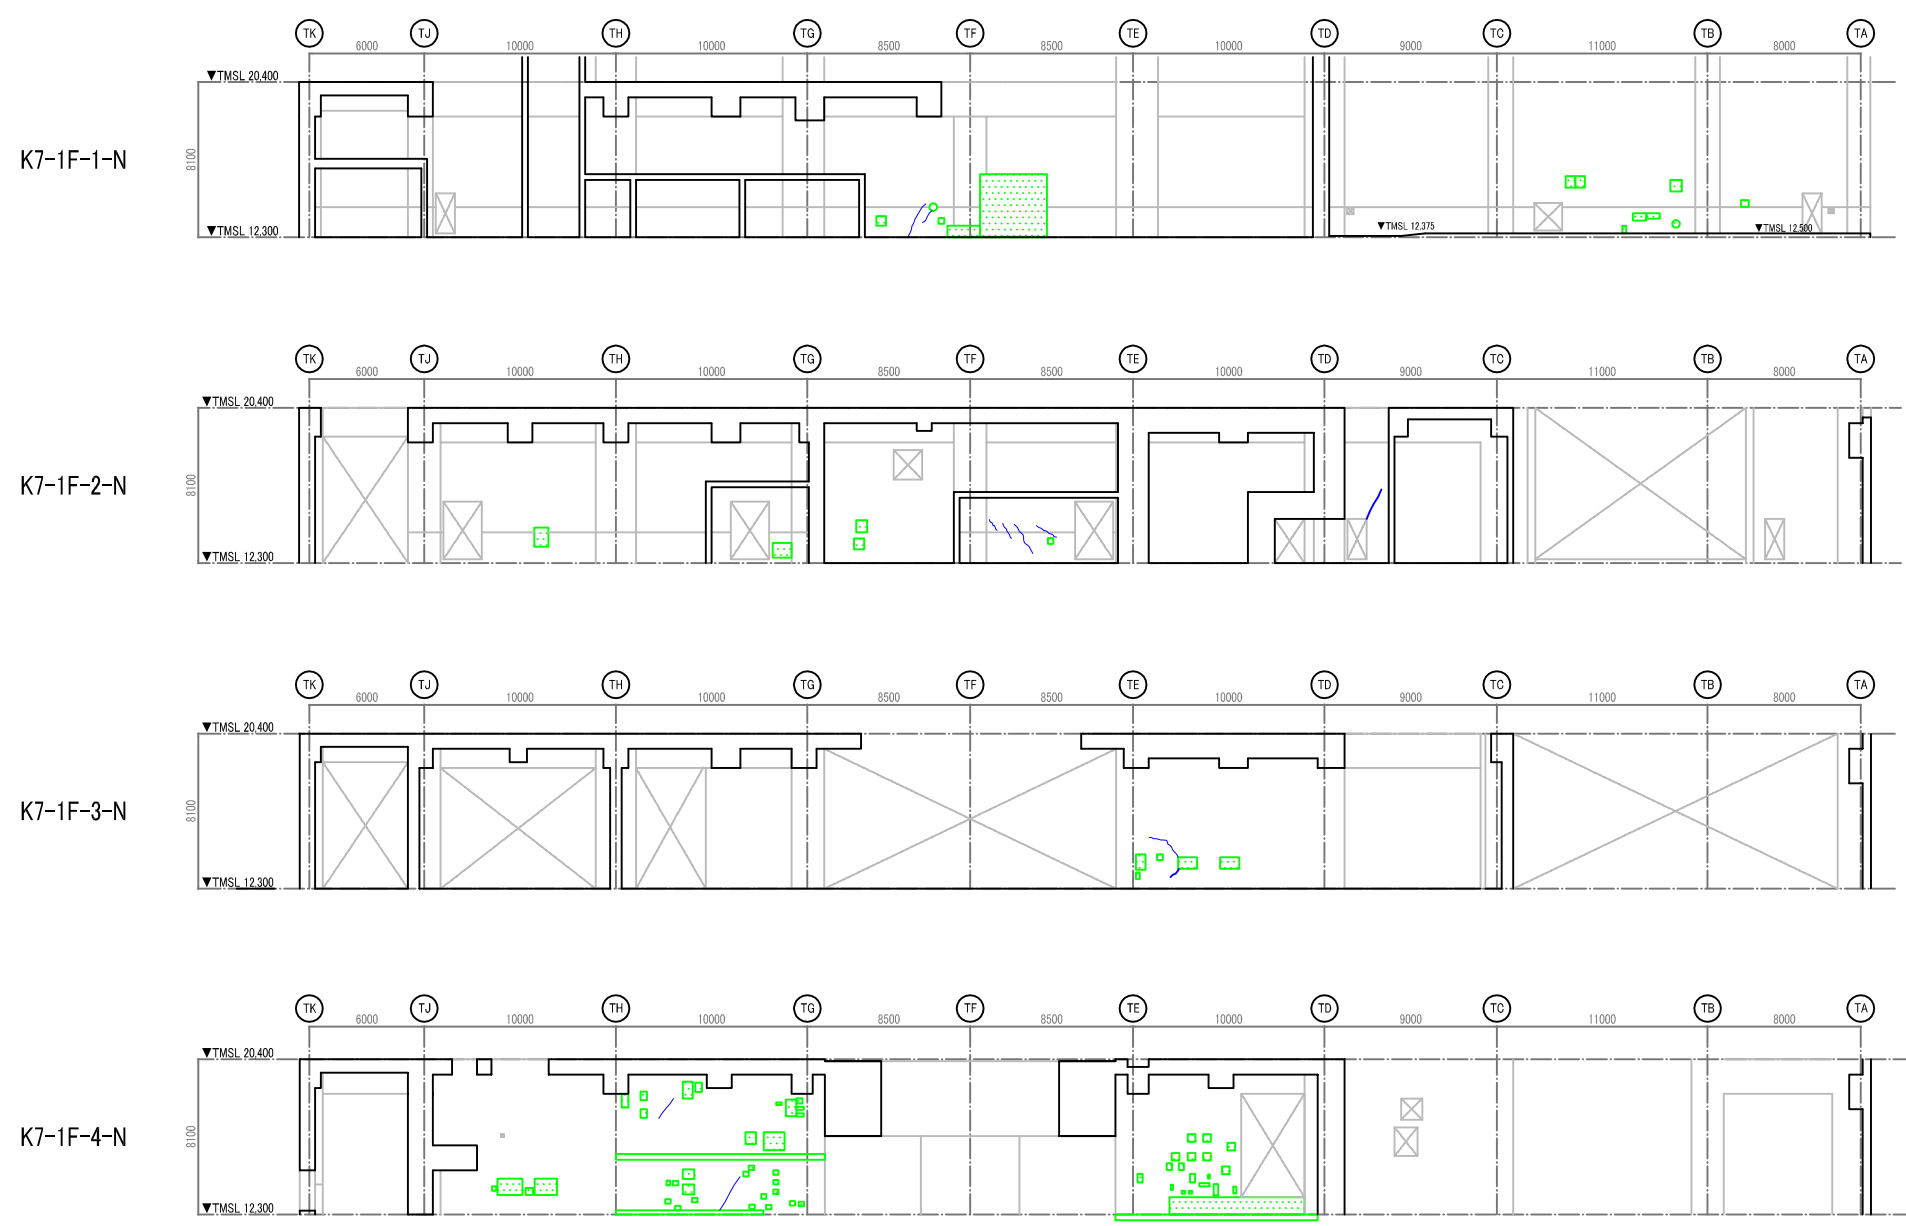 TK TJ TH TG TF TE TD TC TB TA
6000 10000 10000 8500 8500 10000 9000 11000 8000
▼TMSL 20,400
K7-1F-1-N
8100
▼TMSL 12,375
▼TMSL 12,500
▼TMSL 12,300
TK TJ TH TG TF TE TD TC TB TA
6000 10000 10000 8500 8500 10000 9000 11000 8000
▼TMSL 20,400
K7-1F-2-N
8100
▼TMSL 12,300
TK TJ TH TG TF TE TD TC TB TA
6000 10000 10000 8500 8500 10000 9000 11000 8000
▼TMSL 20,400
K7-1F-3-N
8100
▼TMSL 12,300
TK TJ TH TG TF TE TD TC TB TA
6000 10000 10000 8500 8500 10000 9000 11000 8000
▼TMSL 20,400
K7-1F-4-N
8100
▼TMSL 12,300